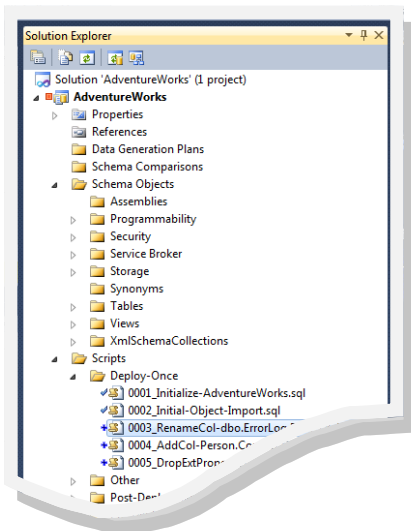 Solution Explorer
Solution 'AdventureWorks' (1 project)
AdventureWorks
Properties
References
Data Generation Plans
Schema Comparisons
Schema Objects
Assemblies
Programmability
Security
Service Broker
Storage
Synonyms
Tables
Views
XmlSchemaCollections
Scripts
Deploy-Once
0001_Initialize-AdventureWorks.sql
0002_Initial-Object-Import.sql
0003_RenameCol-dbo.ErrorLog.
0004_AddCol-Person.Co
0005_DropExtProp
Other
Post-Depl